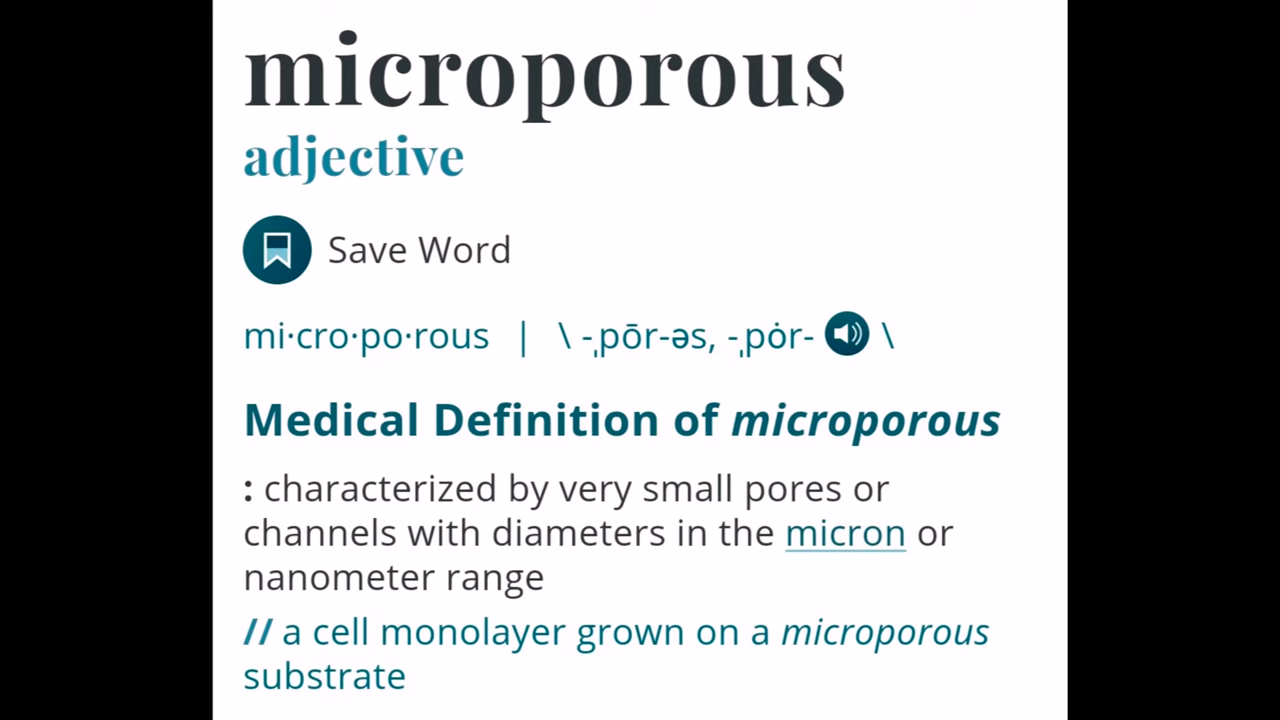 microporous
adjective
Save Word
mi·cro·po·rous | \ -ˌpōr-əs, -ˌpȯr- \
Medical Definition of microporous
: characterized by very small pores or
channels with diameters in the micron or
nanometer range
// a cell monolayer grown on a microporous
substrate